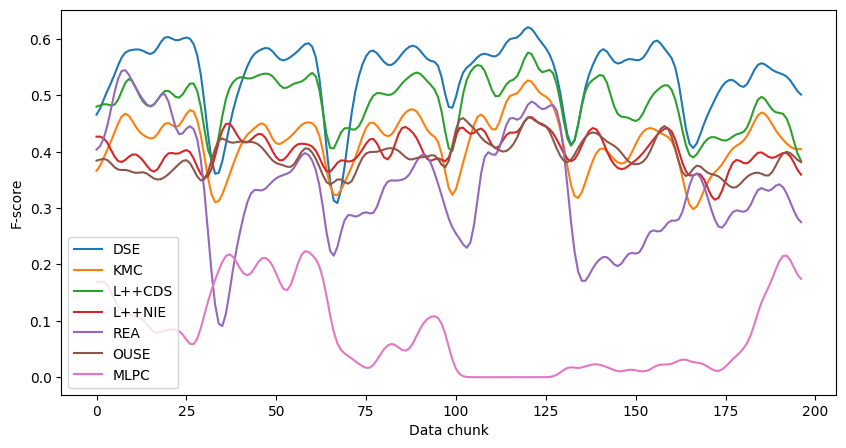 F-score
0.6
0.5
0.4
0.3
0.2
0.1
0.0
DSE
KMC
L++CDS
L++NIE
REA
OUSE
MLPC
0 25 50 75 100 125 150 175 200
Data chunk